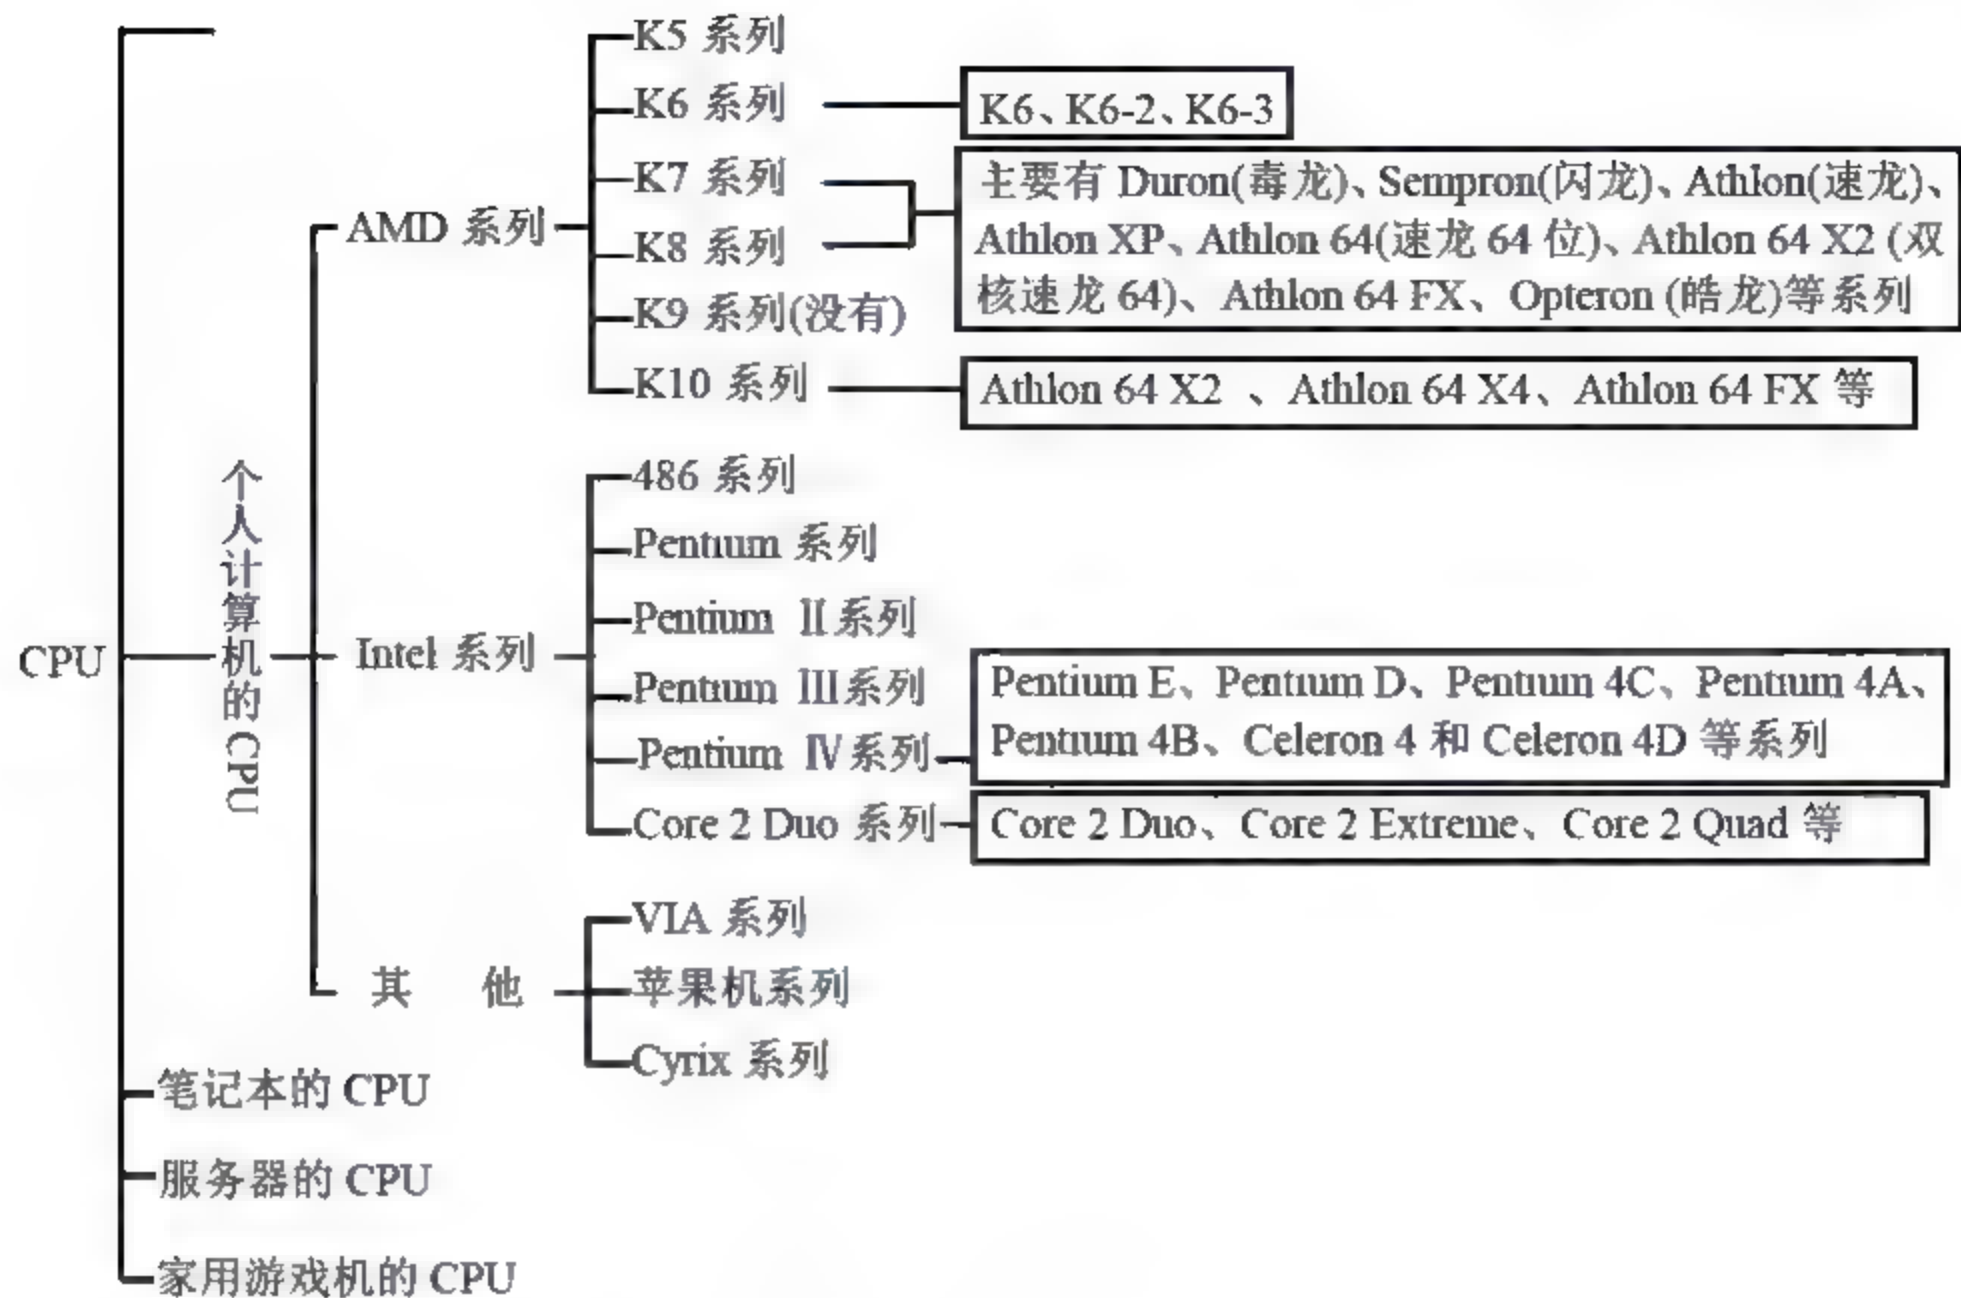 K5 系列
K6 系列
K6、K6-2、K6-3
K7 系列
K8 系列
主要有 Duron(毒龙)、Sempron(闪龙)、Athlon(速龙)、
Athlon XP、Athlon 64(速龙 64 位)、Athlon 64 X2 (双
核速龙 64)、Athlon 64 FX、Opteron (皓龙)等系列
AMD 系列
K9 系列(没有)
K10 系列
Athlon 64 X2 、Athlon 64 X4、Athlon 64 FX 等
CPU
个人计算机的CPU
Intel 系列
486 系列
Pentium 系列
Pentium Ⅱ系列
Pentium Ⅲ系列
Pentium Ⅳ系列
Pentium E、Pentium D、Pentium 4C、Pentium 4A、
Pentium 4B、Celeron 4 和 Celeron 4D 等系列
Core 2 Duo 系列
Core 2 Duo、Core 2 Extreme、Core 2 Quad 等
其 他
VIA 系列
苹果机系列
Cyrix 系列
笔记本的 CPU
服务器的 CPU
家用游戏机的 CPU